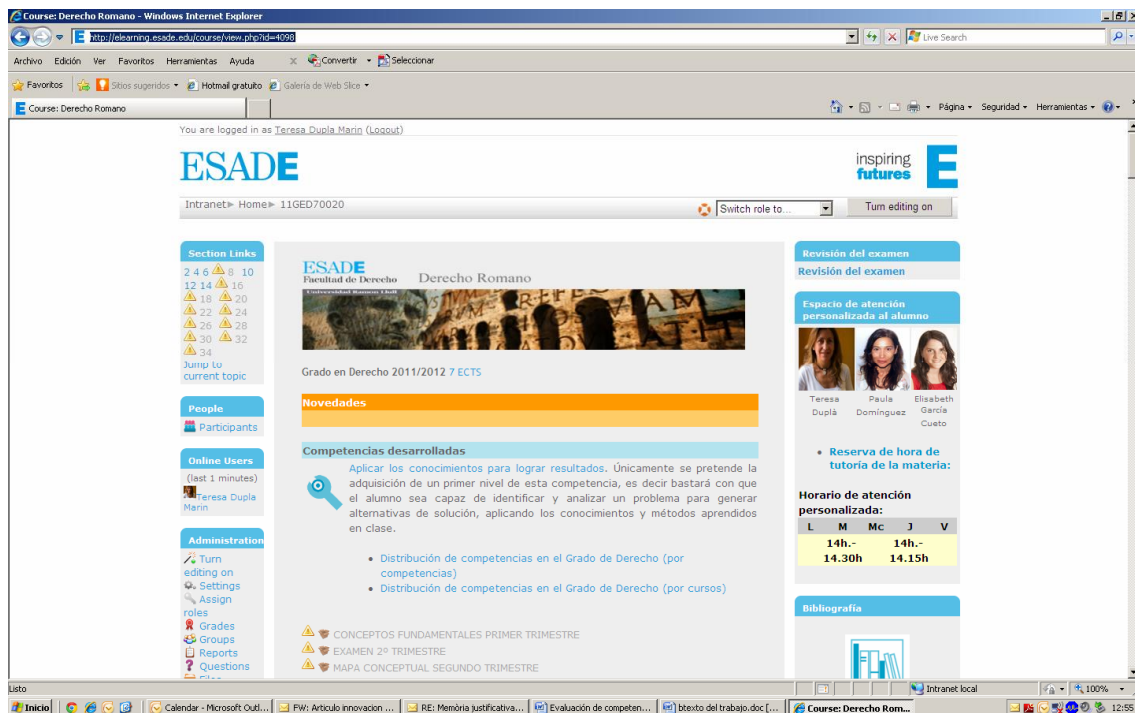 Course: Derecho Romano - Windows Internet Explorer
http://elearning.esade.edu/course/view.php?id=4098
Live Search
Archivo Edición Ver Favoritos Herramientas Ayuda
Convertir
Seleccionar
Favoritos
Sitios sugeridos
Hotmail gratuito
Galería de Web Slice
Course: Derecho Romano
Página
Seguridad
Herramientas
You are logged in as Teresa Dupla Marin (Logout)
ESADE
inspiring
futures
E
Intranet► Home► 11GED70020
Switch role to...
Turn editing on
Section Links
2 4 6 8 10
12 14 16
18 20
22 24
26 28
30 32
34
Jump to
current topic
People
Participants
Online Users
(last 1 minutes)
Teresa Dupla
Marin
Administration
Turn
editing on
Settings
Assign
roles
Grades
Groups
Reports
Questions
Files
ESADE
Facultad de Derecho
Universidad Ramon Llull
Derecho Romano
Grado en Derecho 2011/2012 7 ECTS
Novedades
Competencias desarrolladas
Aplicar los conocimientos para lograr resultados. Únicamente se pretende la
adquisición de un primer nivel de esta competencia, es decir bastará con que
el alumno sea capaz de identificar y analizar un problema para generar
alternativas de solución, aplicando los conocimientos y métodos aprendidos
en clase.
• Distribución de competencias en el Grado de Derecho (por
competencias)
• Distribución de competencias en el Grado de Derecho (por cursos)
CONCEPTOS FUNDAMENTALES PRIMER TRIMESTRE
EXAMEN 2º TRIMESTRE
MAPA CONCEPTUAL SEGUNDO TRIMESTRE
Revisión del examen
Revisión del examen
Espacio de atención
personalizada al alumno
Teresa Paula Elisabeth
Duplà Domínguez García
Cueto
• Reserva de hora de
tutoría de la materia:
Horario de atención
personalizada:
L M Mc J V
14h.- 14h.-
14.30h 14.15h
Bibliografía
Listo
Intranet local
100%
Inicio
Calendar - Microsoft Outl...
FW: Articulo innovacion ...
RE: Memòria justificativa...
Evaluación de competen...
btexto del trabajo.doc [...
Course: Derecho Rom...
12:55